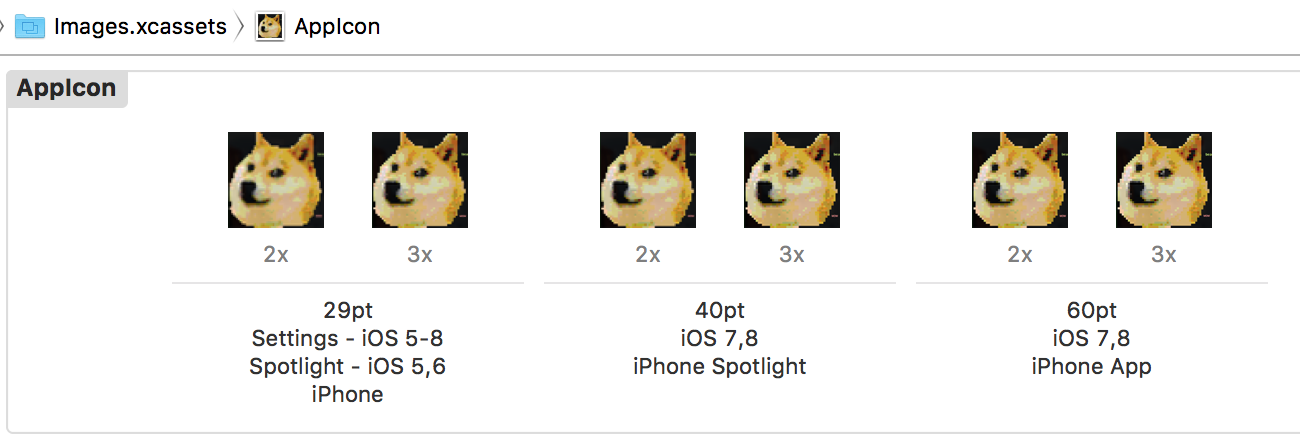 Images.xcassets AppIcon
AppIcon
2x 3x 2x 3x 2x 3x
29pt
Settings - iOS 5-8
Spotlight - iOS 5,6
iPhone
40pt
iOS 7,8
iPhone Spotlight
60pt
iOS 7,8
iPhone App